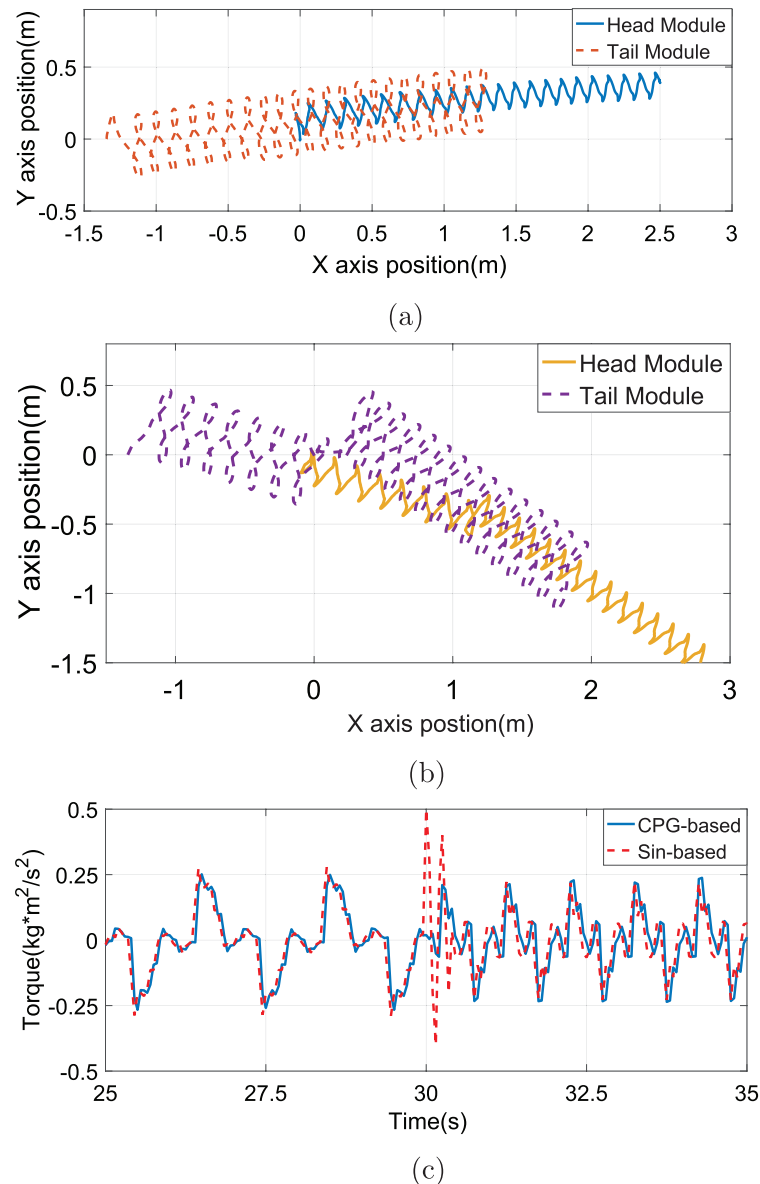 Head Module
Tail Module
Y axis position(m)
0.5
0
-0.5
-1.5 -1 -0.5 0 0.5 1 1.5 2 2.5 3
X axis position(m)
(a)
Head Module
Tail Module
Y axis position(m)
0.5
0
-0.5
-1
-1.5
-1 0 1 2 3
X axis postion(m)
(b)
CPG-based
Sin-based
Torque(kg*m²/s²)
0.5
0.25
0
-0.25
-0.5
25 27.5 30 32.5 35
Time(s)
(c)